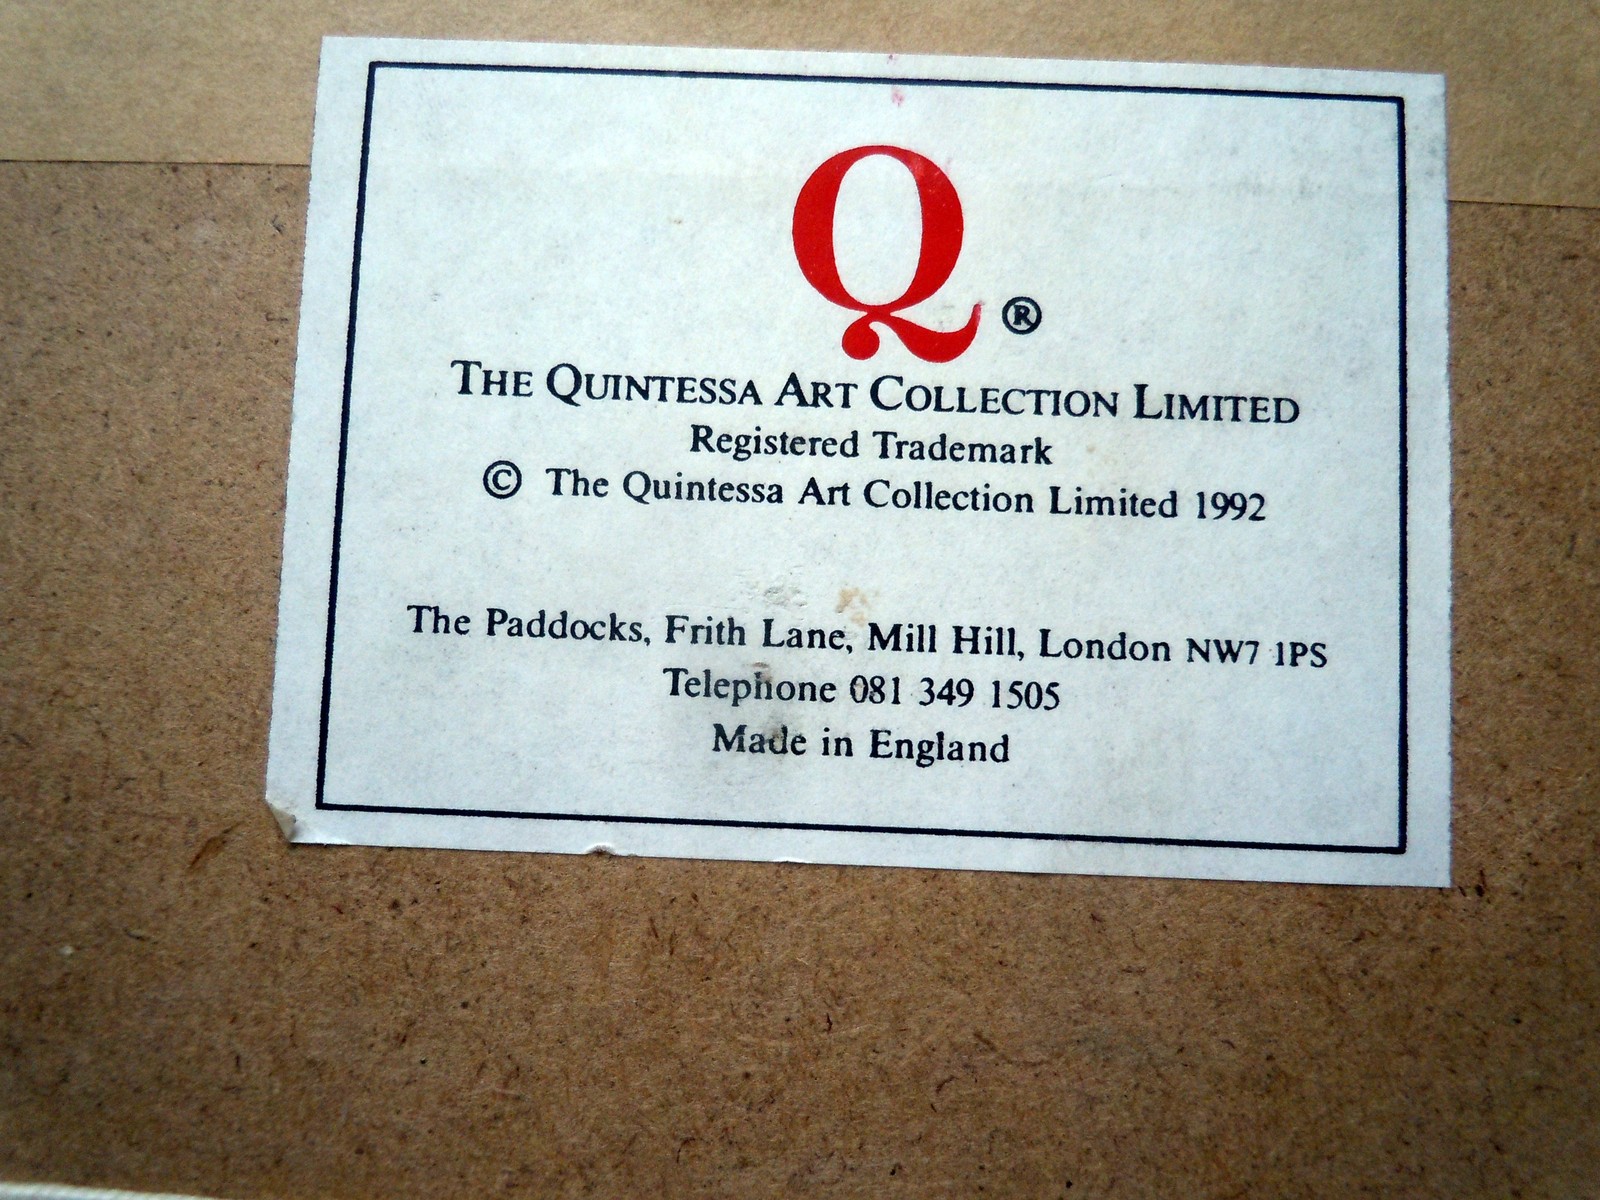 Q ®
THE QUINTESSA ART COLLECTION LIMITED
Registered Trademark
© The Quintessa Art Collection Limited 1992
The Paddocks, Frith Lane, Mill Hill, London NW7 1PS
Telephone 081 349 1505
Made in England